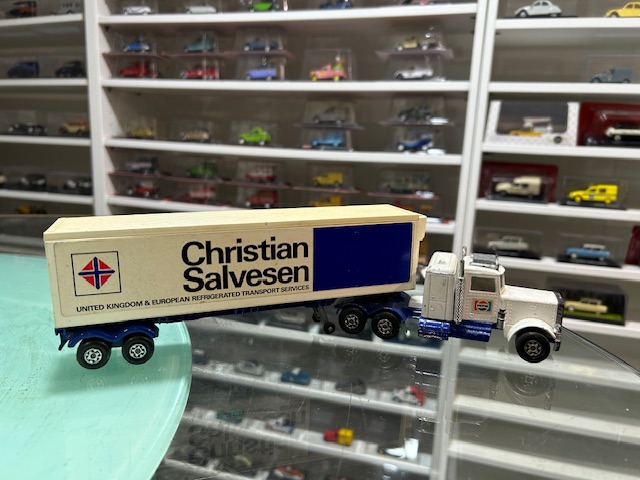 Christian
Salvesen
UNITED KINGDOM & EUROPEAN REFRIGERATED TRANSPORT SERVICES